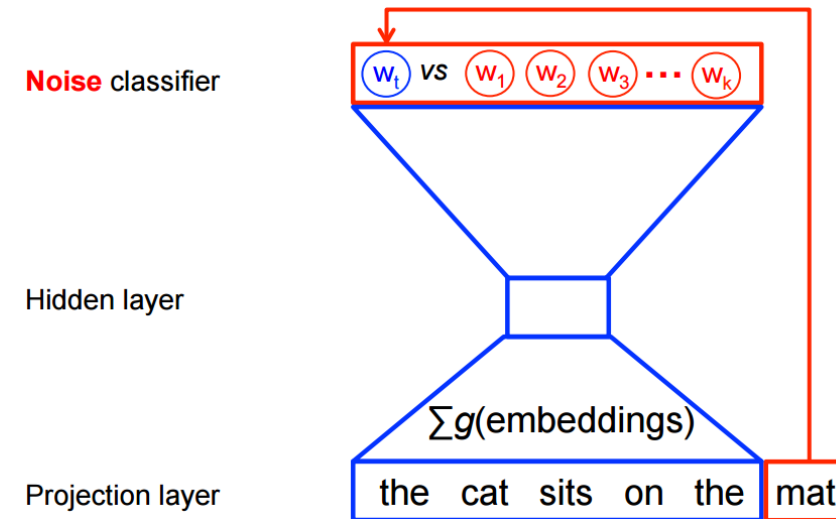 Noise classifier
wt vs w1 w2 w3 ... wk
Hidden layer
∑g(embeddings)
Projection layer
the cat sits on the mat